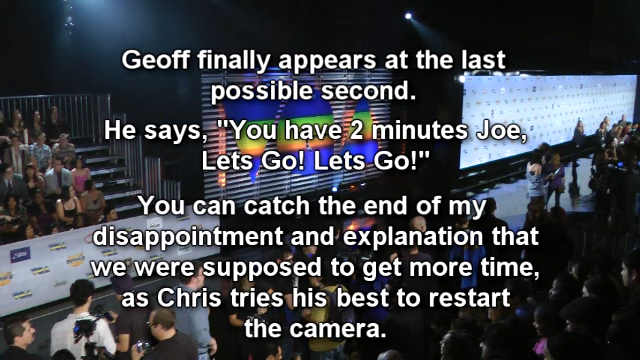 Geoff finally appears at the last
possible second.
He says, "You have 2 minutes Joe,
Lets Go! Lets Go!"
You can catch the end of my
disappointment and explanation that
we were supposed to get more time,
as Chris tries his best to restart
the camera.